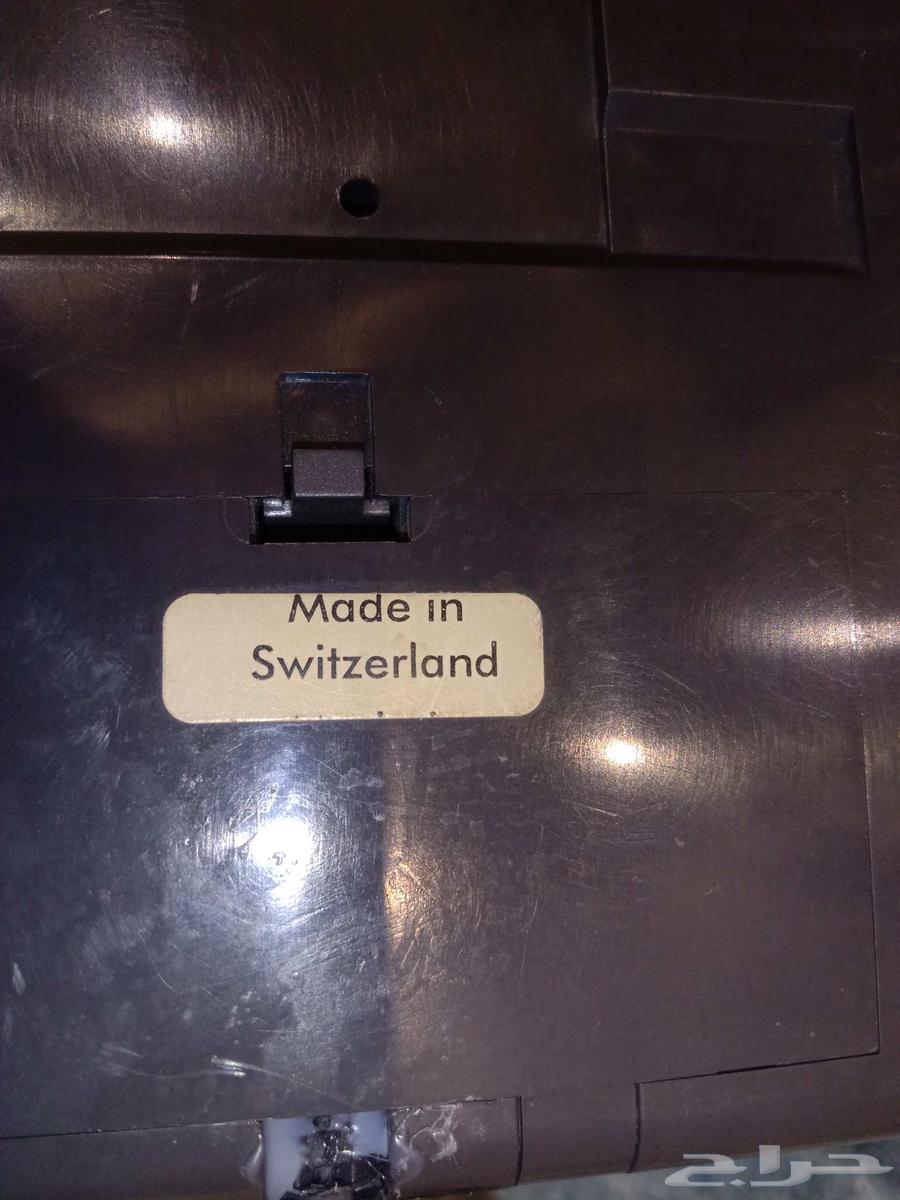 Made in
Switzerland
حراج